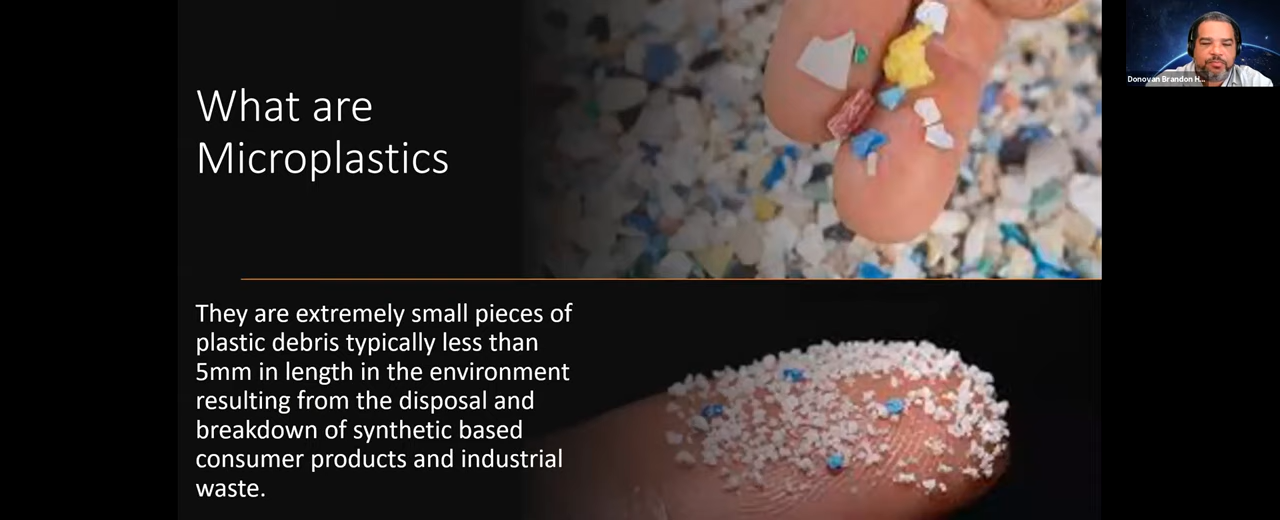 What are
Microplastics
They are extremely small pieces of
plastic debris typically less than
5mm in length in the environment
resulting from the disposal and
breakdown of synthetic based
consumer products and industrial
waste.
Donovan Brandon H...